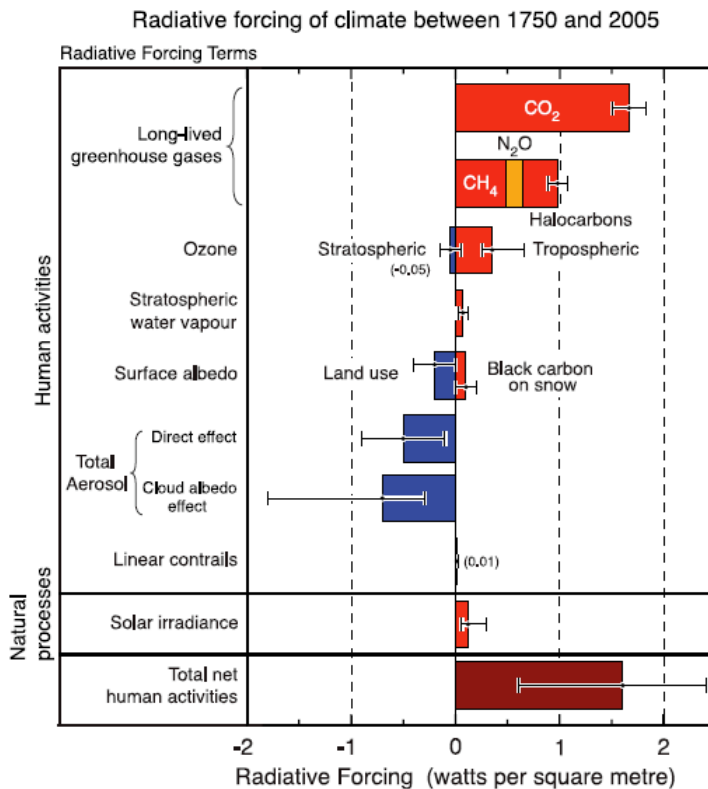 Radiative forcing of climate between 1750 and 2005
Radiative Forcing Terms
Human activities
Long-lived
greenhouse gases
CO₂
N₂O
CH₄
Halocarbons
Ozone
Stratospheric
(-0.05)
Tropospheric
Stratospheric
water vapour
Surface albedo
Land use
Black carbon
on snow
Total
Aerosol
Direct effect
Cloud albedo
effect
Linear contrails
(0.01)
Natural
processes
Solar irradiance
Total net
human activities
-2 -1 0 1 2
Radiative Forcing (watts per square metre)